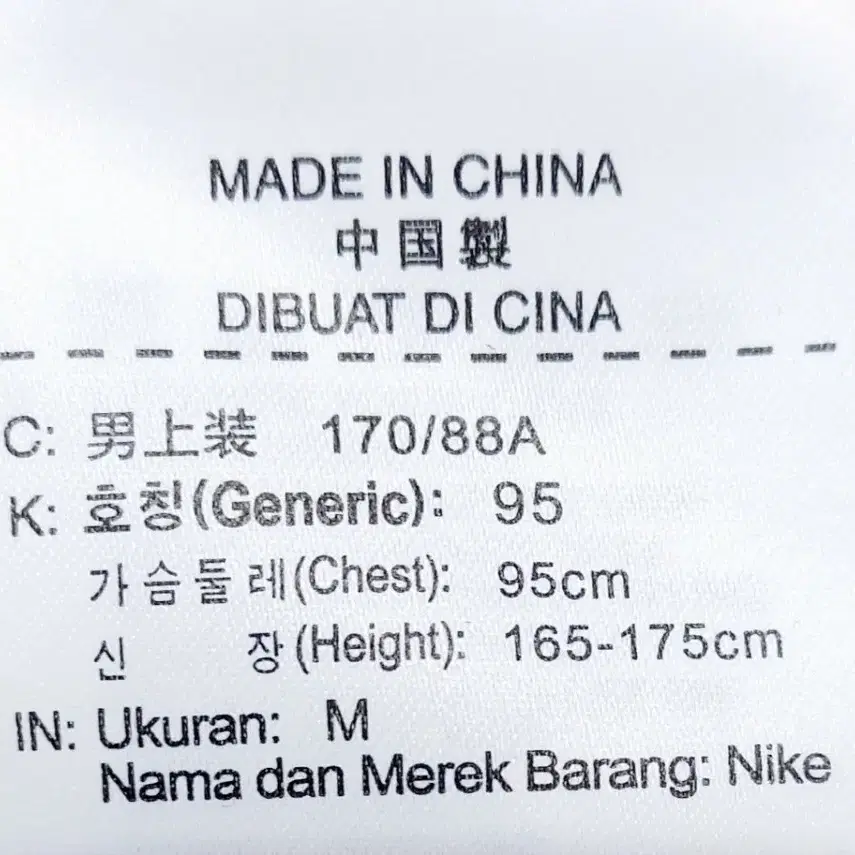 MADE IN CHINA
中国製
DIBUAT DI CINA
C: 男上装 170/88A
K: 호칭(Generic): 95
가슴둘레(Chest): 95cm
신 장(Height): 165-175cm
IN: Ukuran: M
Nama dan Merek Barang: Nike